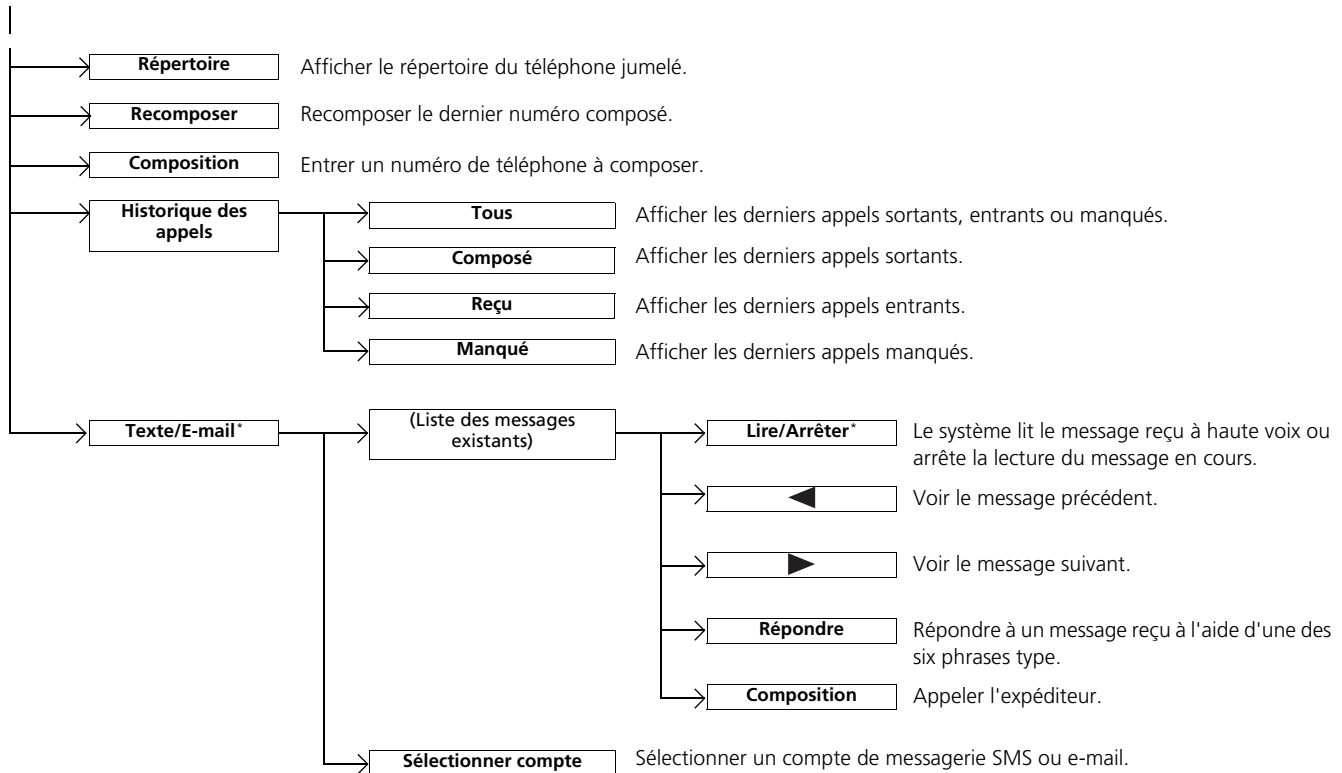 Répertoire Afficher le répertoire du téléphone jumelé.
Recomposer Recomposer le dernier numéro composé.
Composition Entrer un numéro de téléphone à composer.
Historique des
appels
Tous Afficher les derniers appels sortants, entrants ou manqués.
Composé Afficher les derniers appels sortants.
Reçu Afficher les derniers appels entrants.
Manqué Afficher les derniers appels manqués.
Texte/E-mail*
(Liste des messages
existants)
Lire/Arrêter* Le système lit le message reçu à haute voix ou
arrête la lecture du message en cours.
Voir le message précédent.
Voir le message suivant.
Répondre Répondre à un message reçu à l'aide d'une des
six phrases type.
Composition Appeler l'expéditeur.
Sélectionner compte Sélectionner un compte de messagerie SMS ou e-mail.